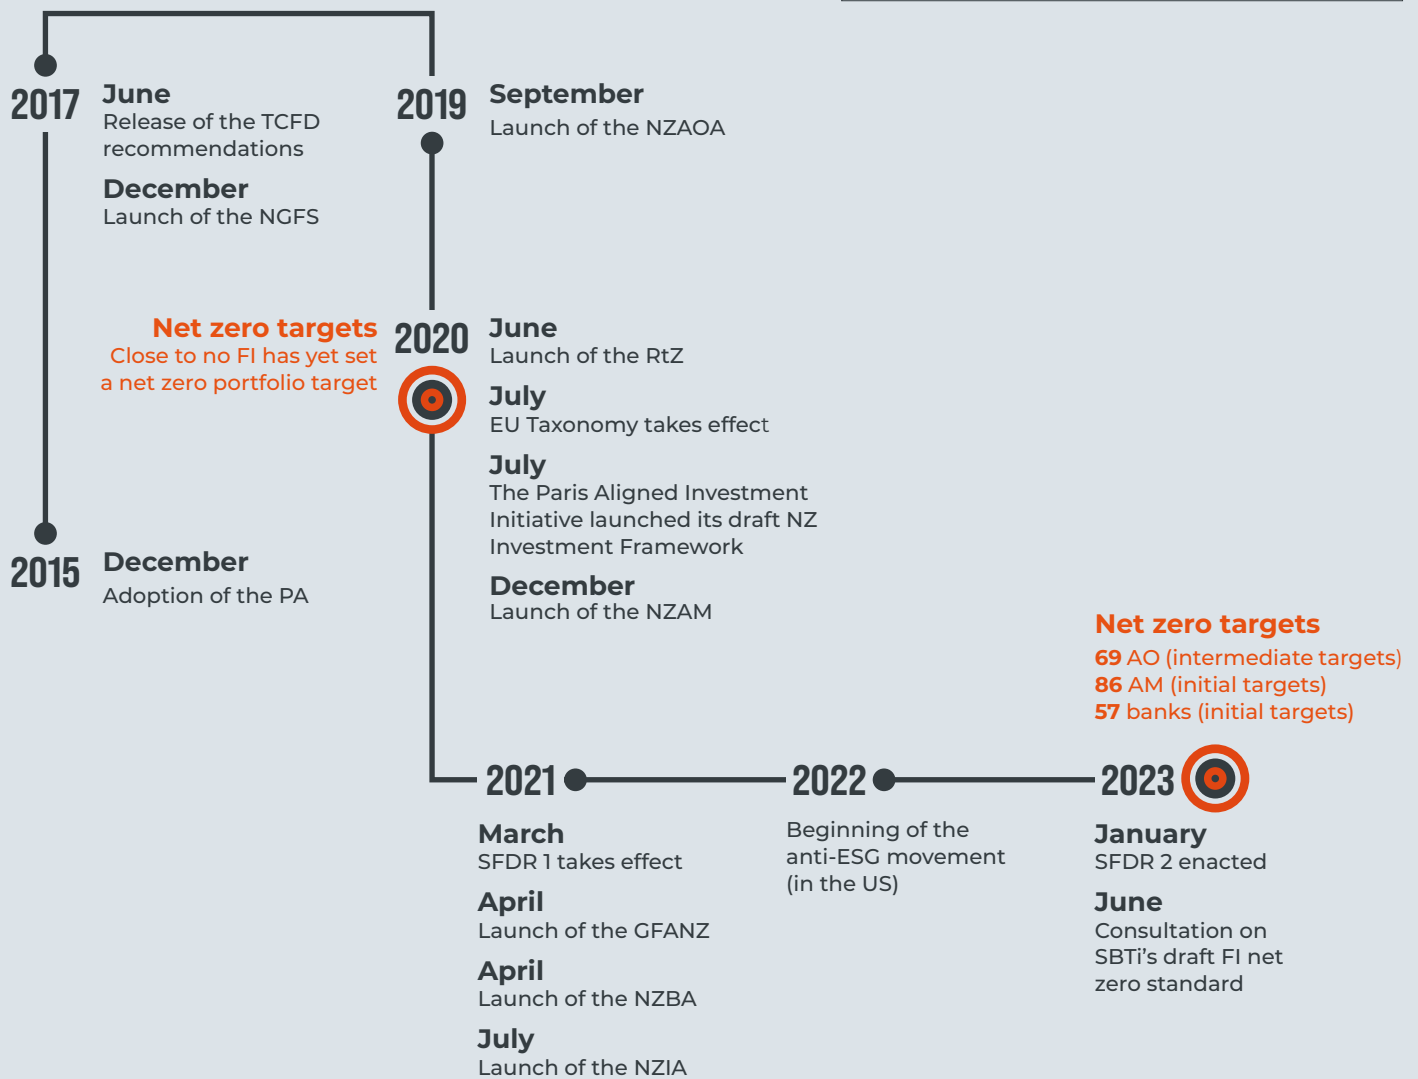 2017
June
Release of the TCFD
recommendations
December
Launch of the NGFS
2019
September
Launch of the NZAOA
Net zero targets
Close to no FI has yet set
a net zero portfolio target
2020
June
Launch of the RtZ
July
EU Taxonomy takes effect
July
The Paris Aligned Investment
Initiative launched its draft NZ
Investment Framework
December
Launch of the NZAM
2015
December
Adoption of the PA
Net zero targets
69 AO (intermediate targets)
86 AM (initial targets)
57 banks (initial targets)
2021
March
SFDR 1 takes effect
April
Launch of the GFANZ
April
Launch of the NZBA
July
Launch of the NZIA
2022
Beginning of the
anti-ESG movement
(in the US)
2023
January
SFDR 2 enacted
June
Consultation on
SBTi's draft FI net
zero standard